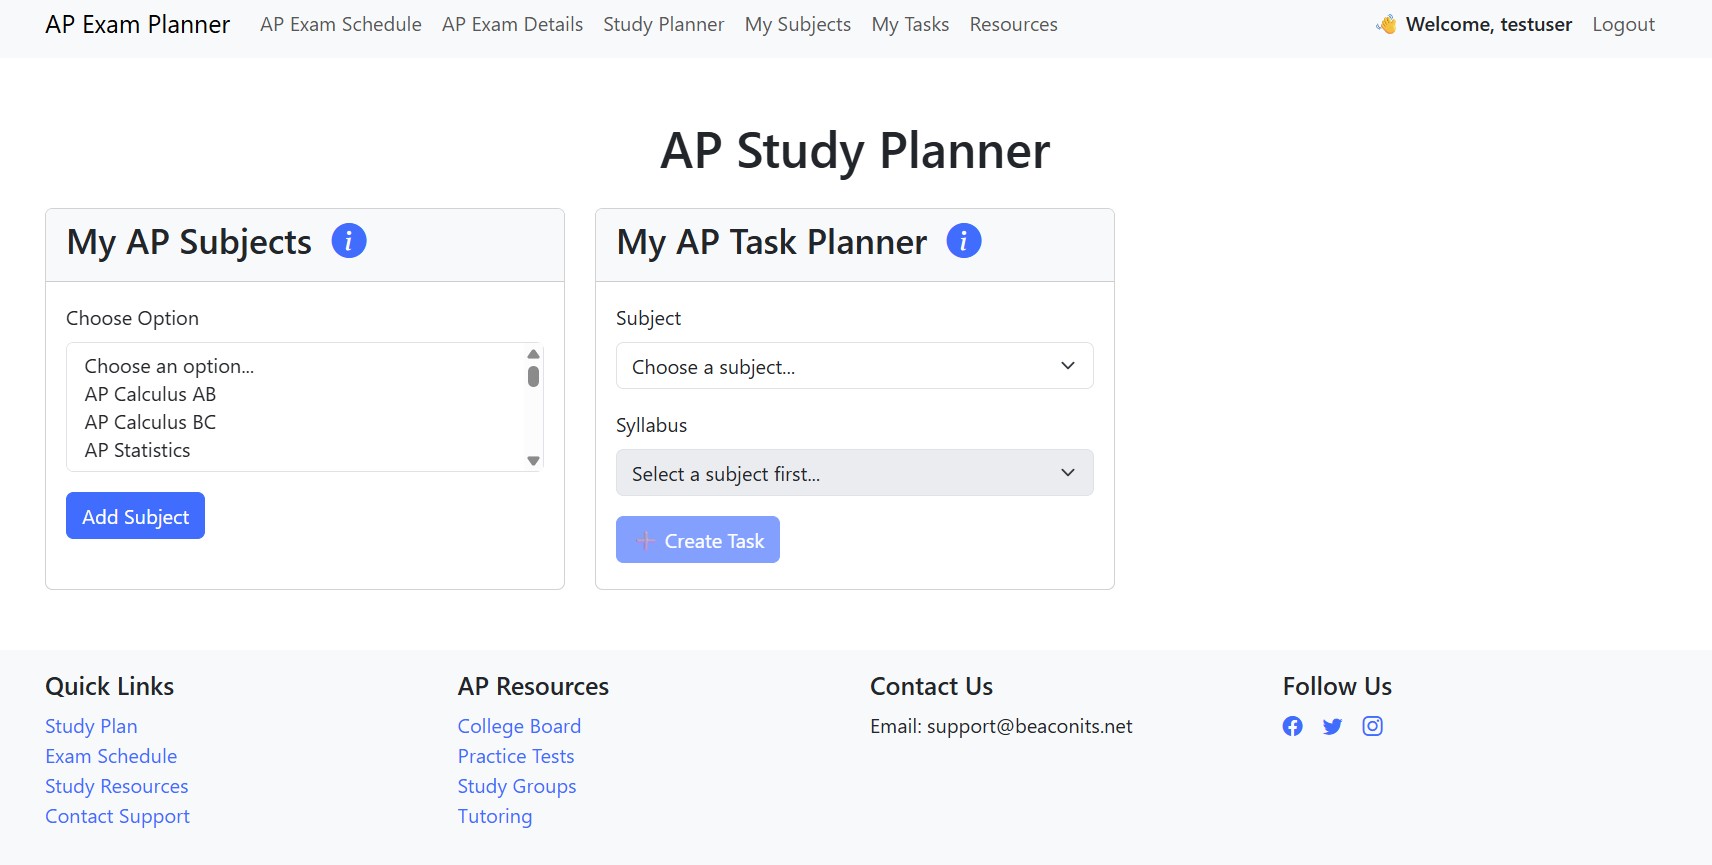 AP Exam Planner AP Exam Schedule AP Exam Details Study Planner My Subjects My Tasks Resources 👋 Welcome, testuser Logout
AP Study Planner
My AP Subjects i
Choose Option
Choose an option...
AP Calculus AB
AP Calculus BC
AP Statistics
Add Subject
My AP Task Planner i
Subject
Choose a subject...
Syllabus
Select a subject first...
➕ Create Task
Quick Links
Study Plan
Exam Schedule
Study Resources
Contact Support
AP Resources
College Board
Practice Tests
Study Groups
Tutoring
Contact Us
Email: support@beaconits.net
Follow Us